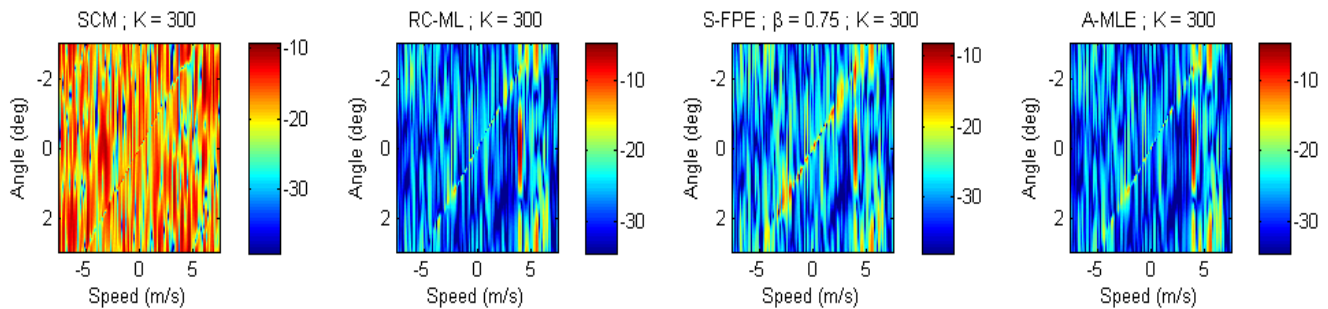 SCM ; K = 300
-2
0
2
Angle (deg)
-5 0 5
Speed (m/s)
-10
-20
-30
RC-ML ; K = 300
-2
0
2
Angle (deg)
-5 0 5
Speed (m/s)
-10
-20
-30
S-FPE ; β = 0.75 ; K = 300
-2
0
2
Angle (deg)
-5 0 5
Speed (m/s)
-10
-20
-30
A-MLE ; K = 300
-2
0
2
Angle (deg)
-5 0 5
Speed (m/s)
-10
-20
-30